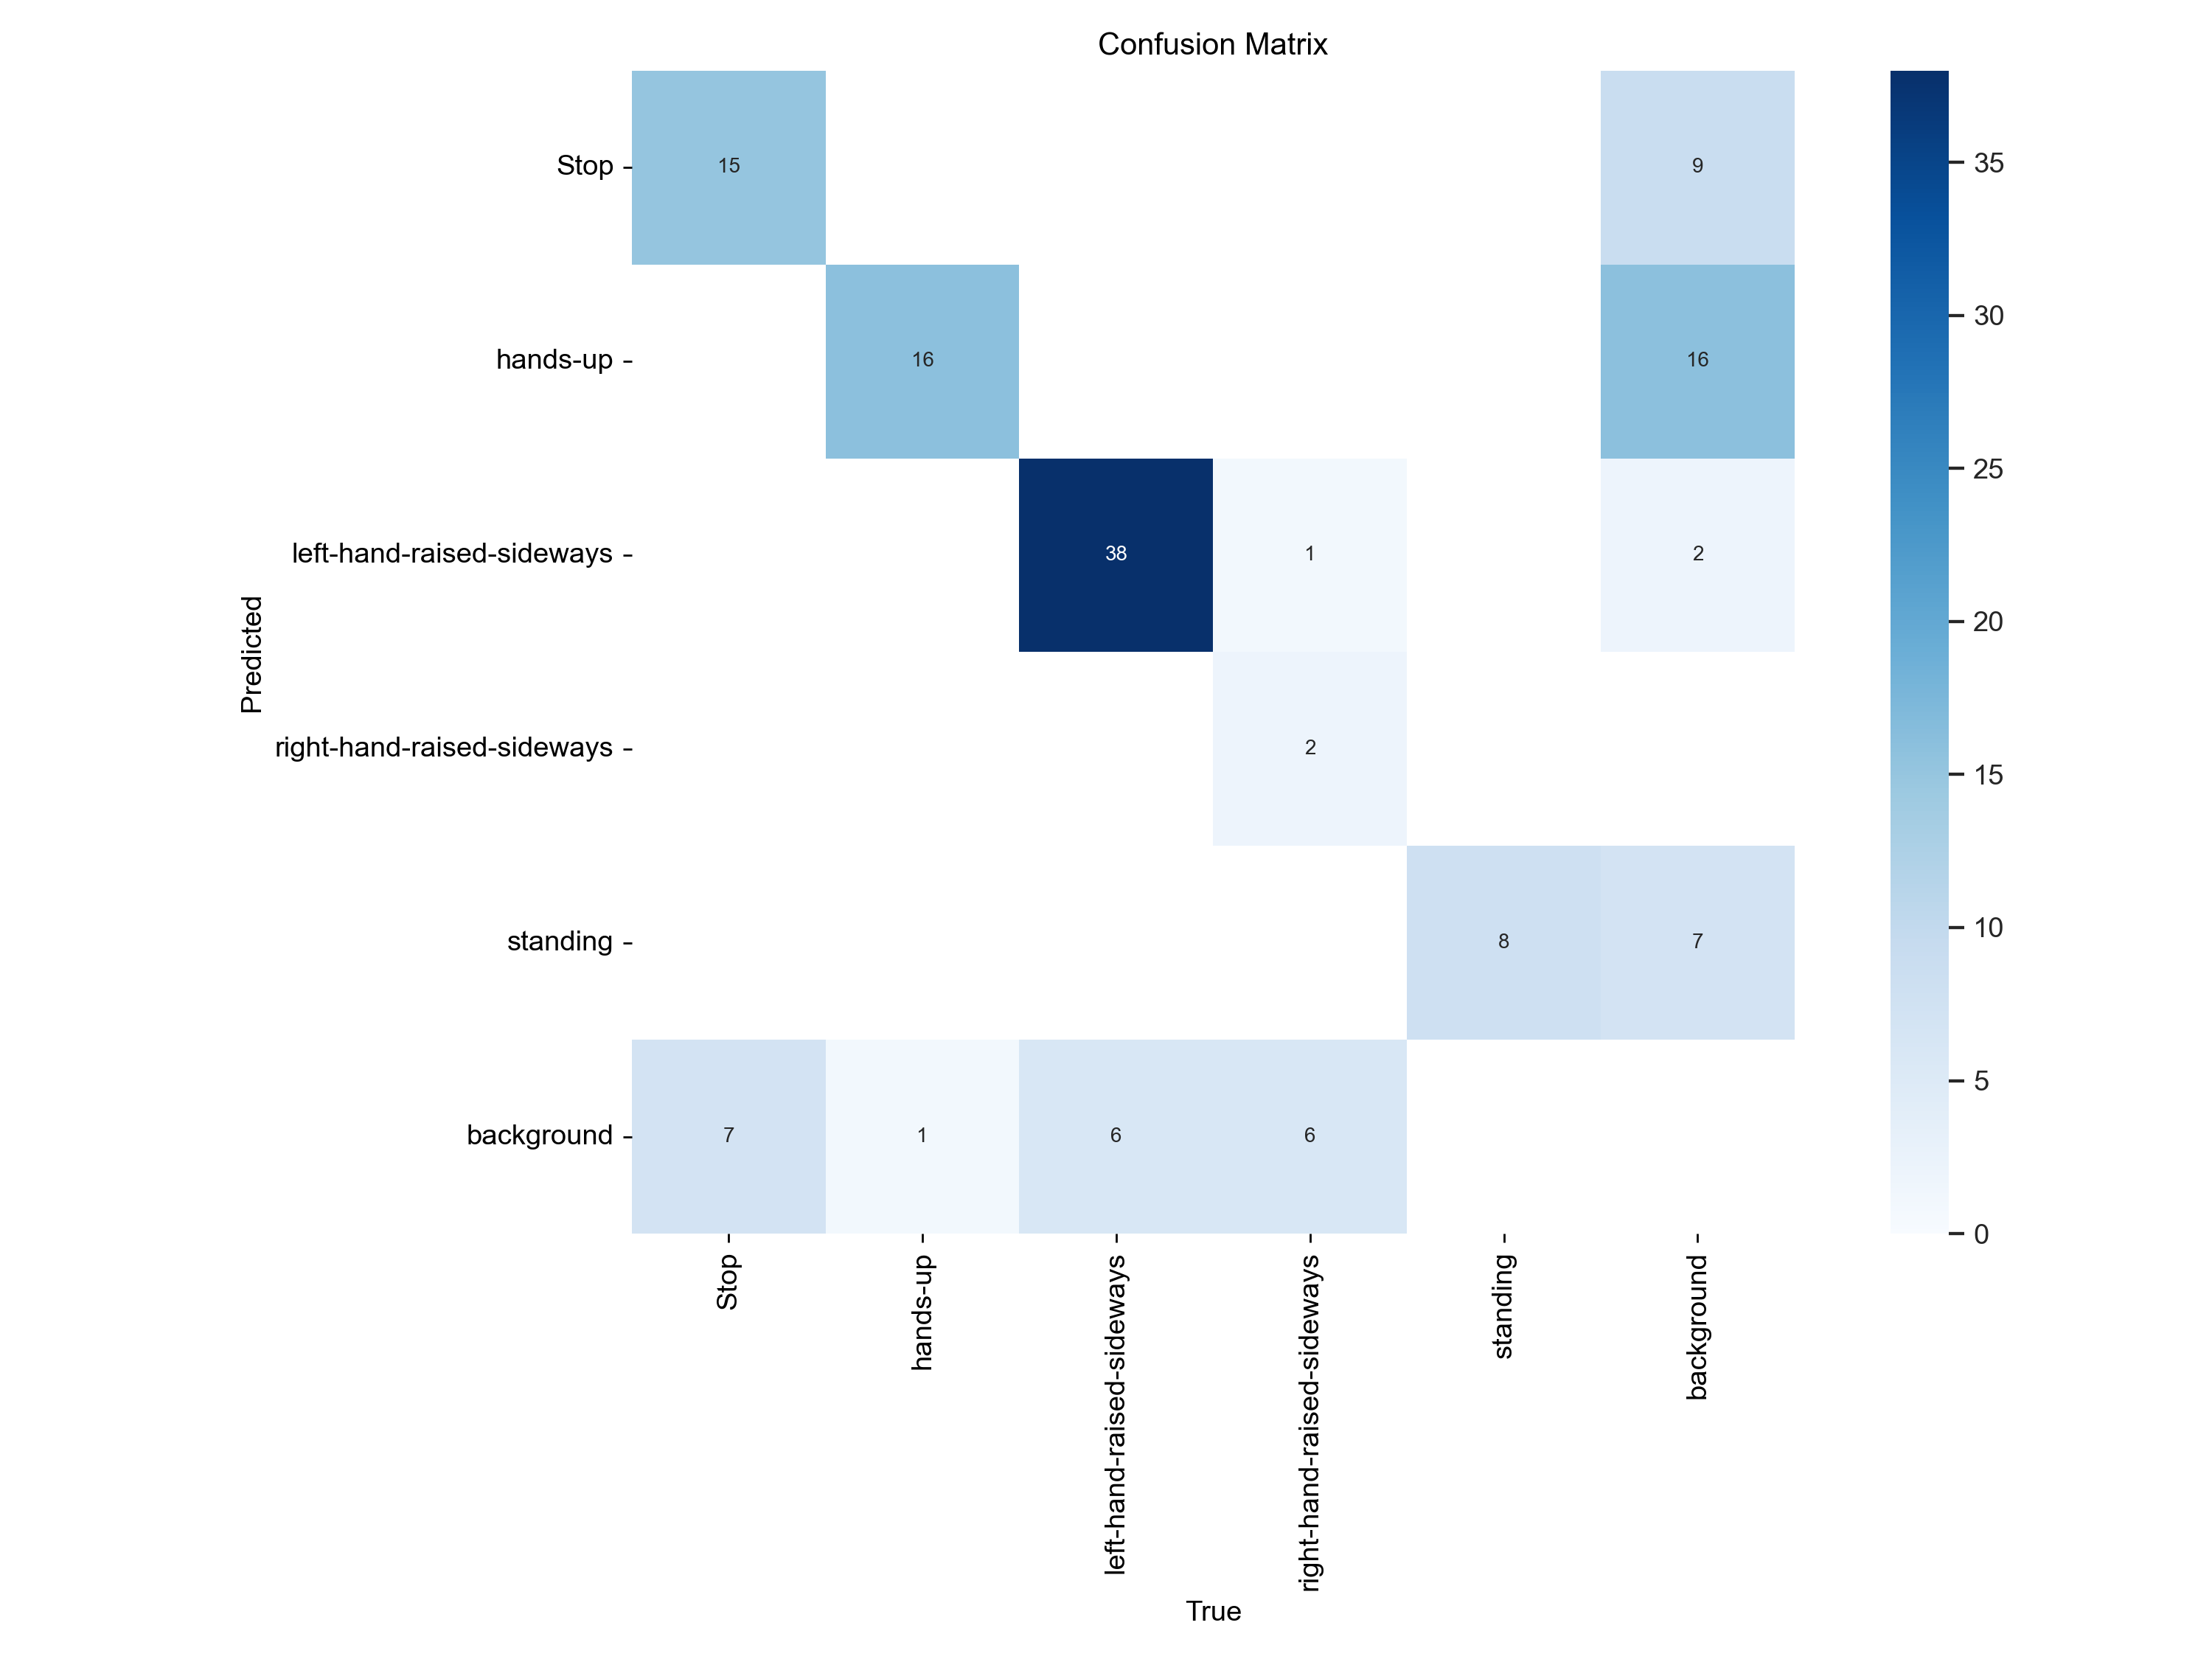 Confusion Matrix
Stop
15
9
35
hands-up
16
16
30
25
left-hand-raised-sideways
38
1
2
20
Predicted
right-hand-raised-sideways
2
15
standing
8
7
10
background
7
1
6
6
5
0
Stop
hands-up
left-hand-raised-sideways
right-hand-raised-sideways
standing
background
True